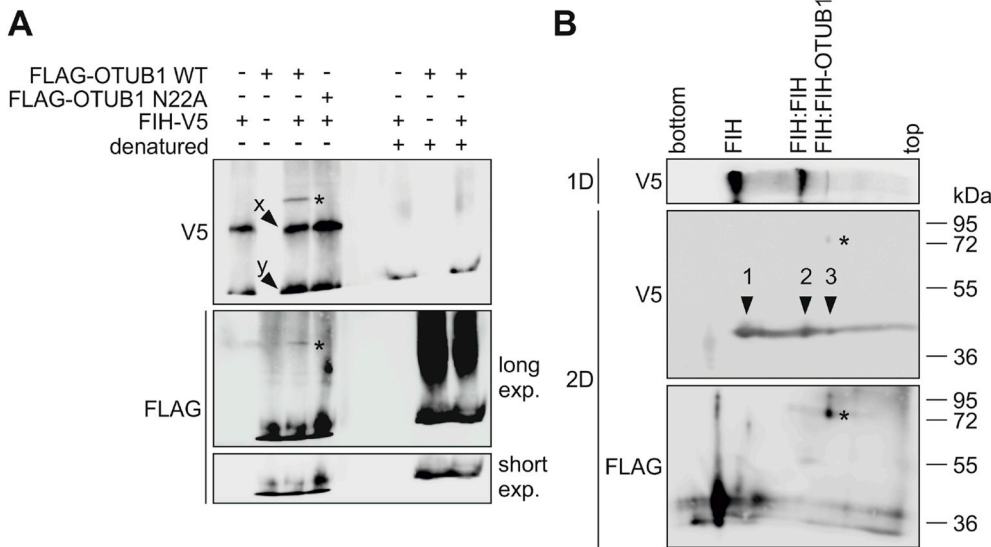 A
FLAG-OTUB1 WT - + + - - + +
FLAG-OTUB1 N22A - - - + - - -
FIH-V5 + - + + + - +
denatured - - - - + + +
V5
x
*
y
FLAG
*
long
exp.
short
exp.
B
bottom
FIH
FIH:FIH
FIH:FIH-OTUB1
top
1D
V5
kDa
2D
V5
*
1 2 3
95
72
55
36
FLAG
*
95
72
55
36